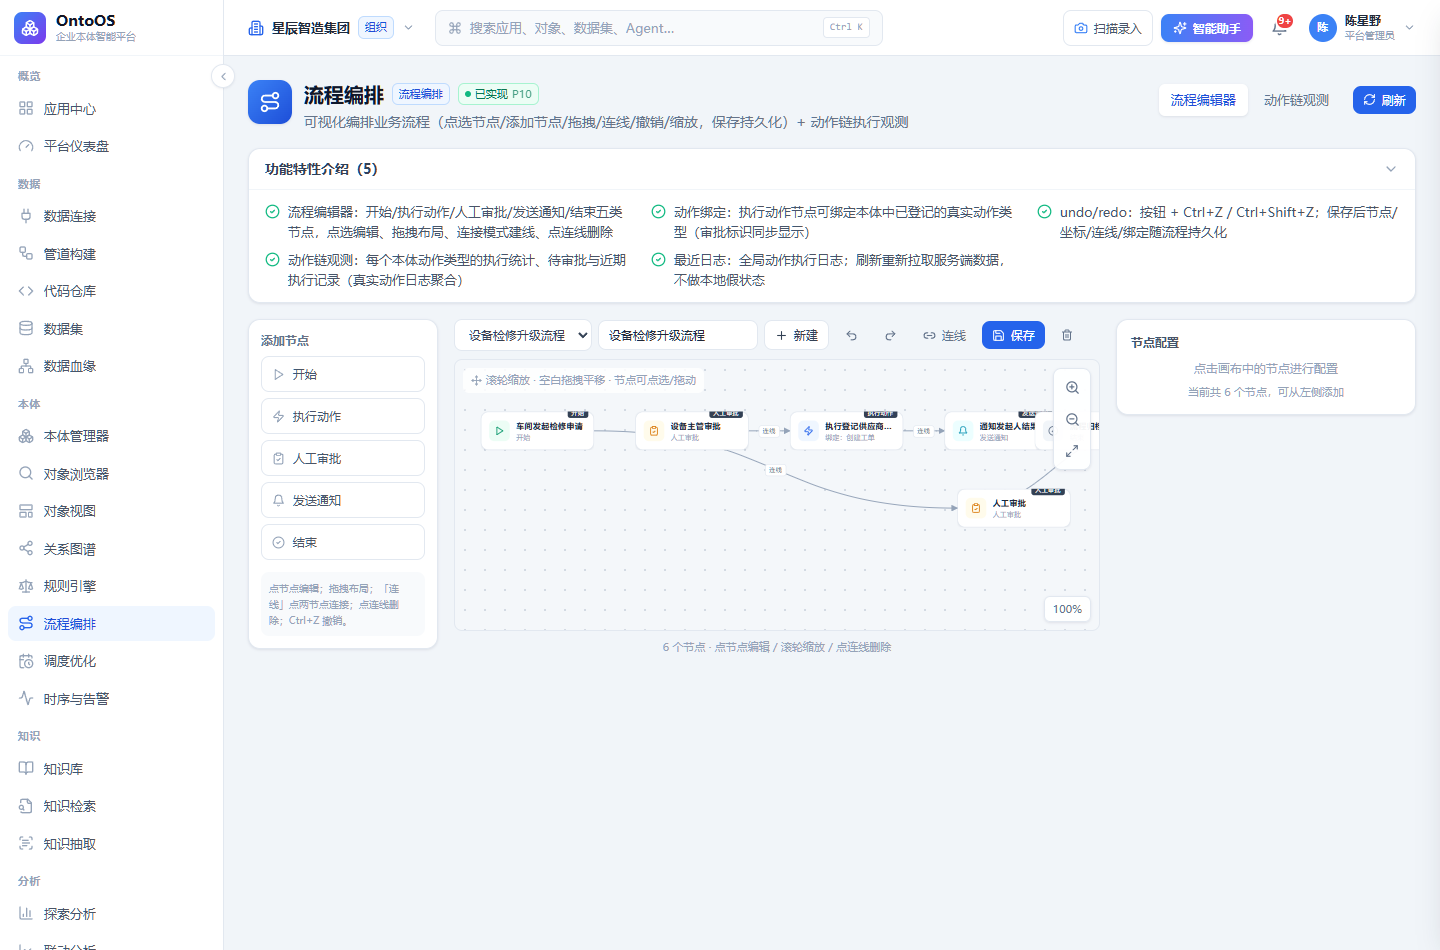 OntoOS
企业本体智能平台
星辰智造集团
组织
搜索应用、对象、数据集、Agent...
Ctrl K
扫描录入
智能助手
9+
陈
陈星野
平台管理员
概览
应用中心
平台仪表盘
数据
数据连接
管道构建
代码仓库
数据集
数据血缘
本体
本体管理器
对象浏览器
对象视图
关系图谱
规则引擎
流程编排
调度优化
时序与告警
知识
知识库
知识检索
知识抽取
分析
探索分析
联动分析
流程编排
流程编排
已实现 P10
可视化编排业务流程（点选节点/添加节点/拖拽/连线/撤销/缩放，保存持久化）+ 动作链执行观测
流程编辑器
动作链观测
刷新
功能特性介绍（5）
流程编辑器：开始/执行动作/人工审批/发送通知/结束五类
节点，点选编辑、拖拽布局、连接模式建线、点连线删除
动作绑定：执行动作节点可绑定本体中已登记的真实动作类
型（审批标识同步显示）
undo/redo：按钮 + Ctrl+Z / Ctrl+Shift+Z；保存后节点/
坐标/连线/绑定随流程持久化
动作链观测：每个本体动作类型的执行统计、待审批与近期
执行记录（真实动作日志聚合）
最近日志：全局动作执行日志；刷新重新拉取服务端数据，
不做本地假状态
添加节点
开始
执行动作
人工审批
发送通知
结束
点节点编辑；拖拽布局；「连
线」点两节点连接；点连线删
除；Ctrl+Z 撤销。
设备检修升级流程
设备检修升级流程
新建
连线
保存
滚轮缩放 · 空白拖拽平移 · 节点可点选/拖动
开始
车间发起检修申请
开始
人工审批
设备主管审批
人工审批
连线
执行动作
执行登记供应商...
绑定：创建工单
连线
发送
通知发起人结果
发送通知
连线
人工审批
人工审批
人工审批
100%
6 个节点 · 点节点编辑 / 滚轮缩放 / 点连线删除
节点配置
点击画布中的节点进行配置
当前共 6 个节点，可从左侧添加